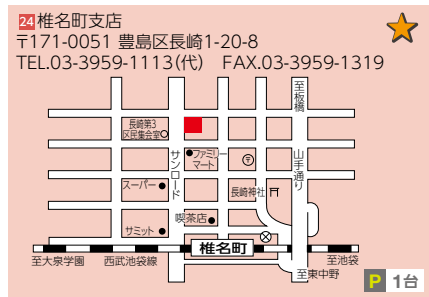 24 椎名町支店
〒171-0051 豊島区長崎1-20-8
TEL.03-3959-1113(代) FAX.03-3959-1319
至板橋
長崎第3
区民集会室
サンロード
ファミリー
マート
山手通り
スーパー
長崎神社
喫茶店
サミット
椎名町
至大泉学園
西武池袋線
至池袋
至東中野
P 1台